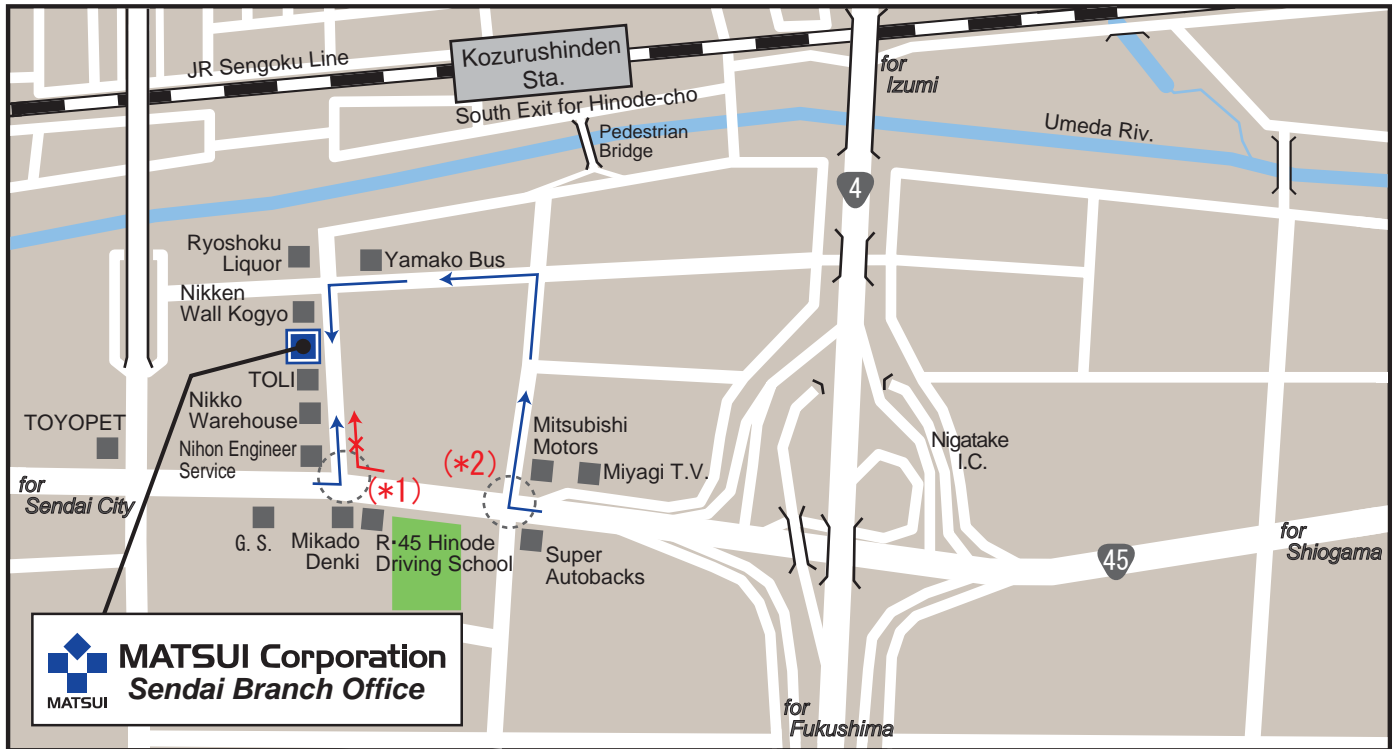 JR Sengoku Line
Kozurushinden
Sta.
South Exit for Hinode-cho
Pedestrian
Bridge
for
Izumi
Umeda Riv.
4
Ryoshoku
Liquor
Yamako Bus
Nikken
Wall Kogyo
TOLI
Nikko
Warehouse
Nihon Engineer
Service
TOYOPET
for
Sendai City
(*1)
(*2)
Mitsubishi
Motors
Miyagi T.V.
Nigatake
I.C.
G. S.
Mikado
Denki
R·45 Hinode
Driving School
Super
Autobacks
45
for
Shiogama
for
Fukushima
MATSUI
MATSUI Corporation
Sendai Branch Office